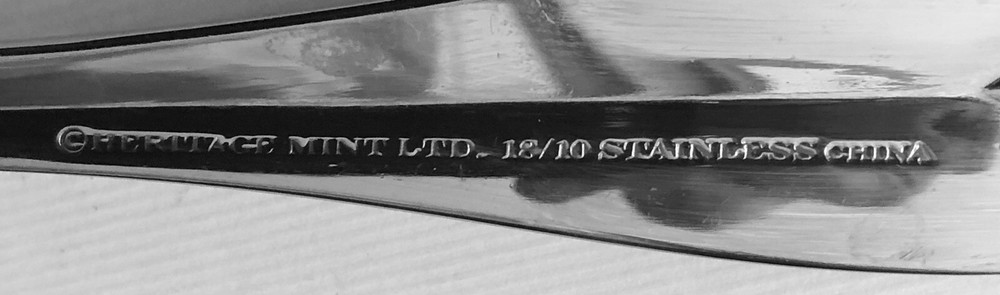 ©HERITAGE MINT LTD. 18/10 STAINLESS CHINA